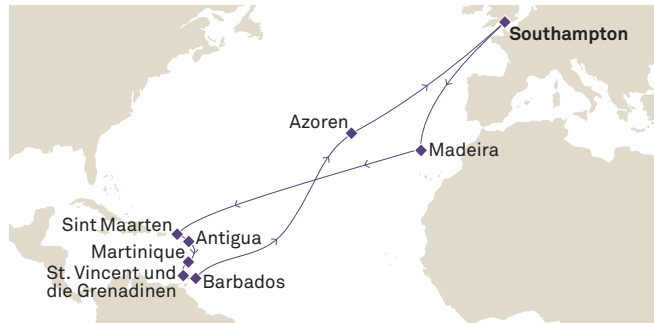 Southampton
Azoren
Madeira
Sint Maarten
Antigua
Martinique
St. Vincent und
die Grenadinen
Barbados